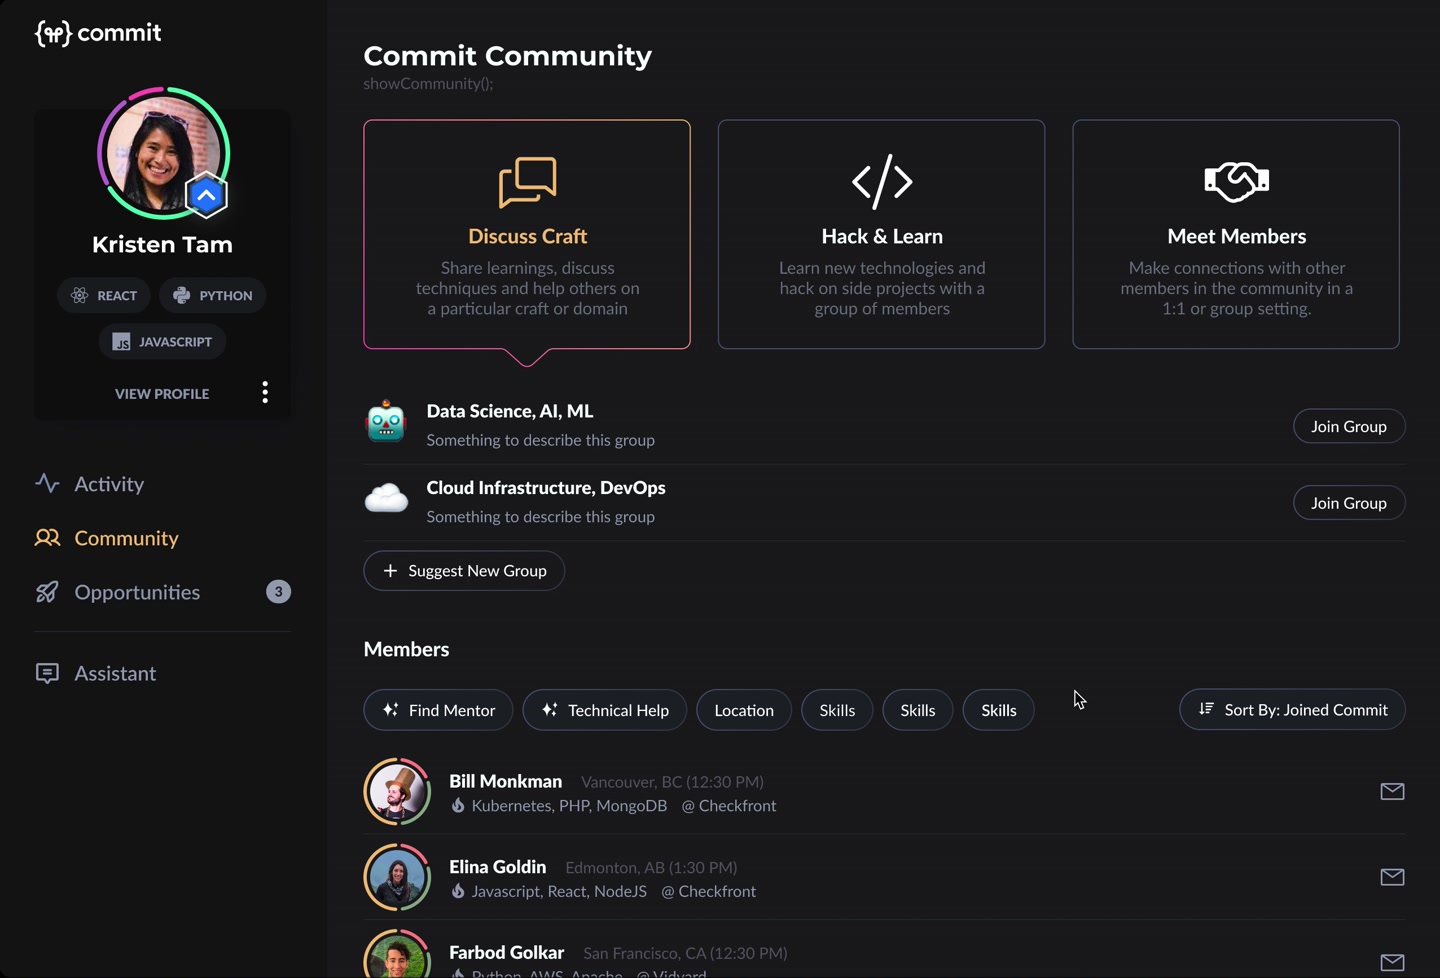 commit
Kristen Tam
REACT
PYTHON
JS JAVASCRIPT
VIEW PROFILE
Activity
Community
Opportunities 3
Assistant
Commit Community
showCommunity();
Discuss Craft
Share learnings, discuss
techniques and help others on
a particular craft or domain
Hack & Learn
Learn new technologies and
hack on side projects with a
group of members
Meet Members
Make connections with other
members in the community in a
1:1 or group setting.
Data Science, AI, ML
Something to describe this group
Join Group
Cloud Infrastructure, DevOps
Something to describe this group
Join Group
Suggest New Group
Members
Find Mentor
Technical Help
Location
Skills
Skills
Skills
Sort By: Joined Commit
Bill Monkman Vancouver, BC (12:30 PM)
Kubernetes, PHP, MongoDB @ Checkfront
Elina Goldin Edmonton, AB (1:30 PM)
Javascript, React, NodeJS @ Checkfront
Farbod Golkar San Francisco, CA (12:30 PM)
Python, AWS, Apache @ Vidyard